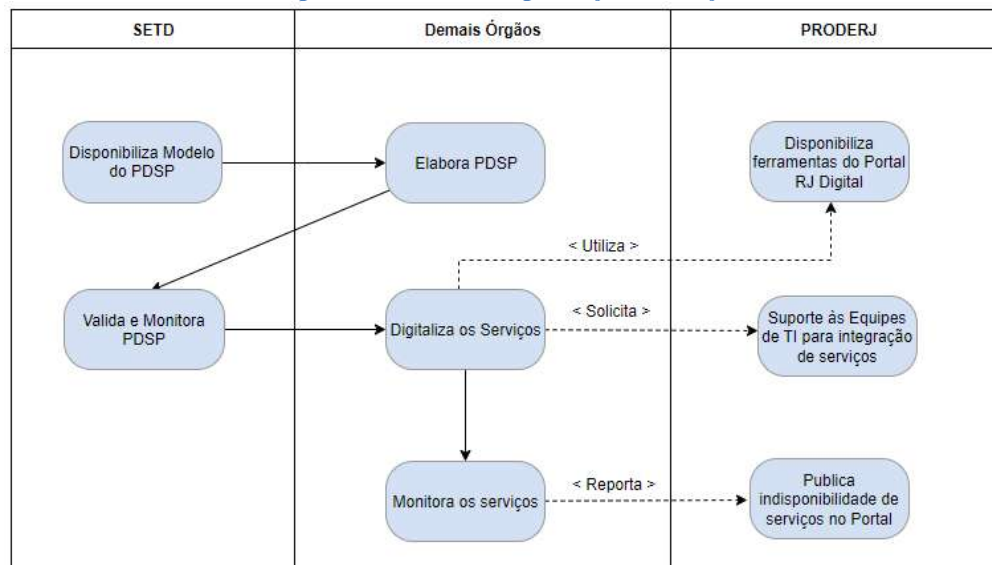 SETD
Demais Órgãos
PRODERJ
Disponibiliza Modelo
do PDSP
Elabora PDSP
Disponibiliza
ferramentas do Portal
RJ Digital
< Utiliza >
Valida e Monitora
PDSP
Digitaliza os Serviços
< Solicita >
Suporte ás Equipes
de TI para integração
de serviços
Monitora os serviços
< Reporta >
Publica
indisponibilidade de
serviços no Portal